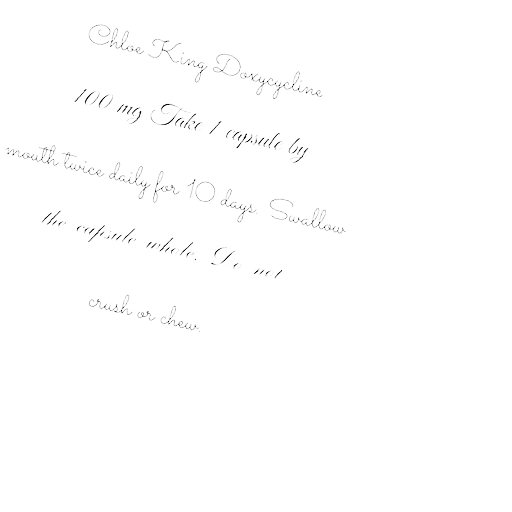 Chloe King Doxycycline
100 mg Take 1 capsule by
mouth twice daily for 10 days. Swallow
the capsule whole. Do not
crush or chew.